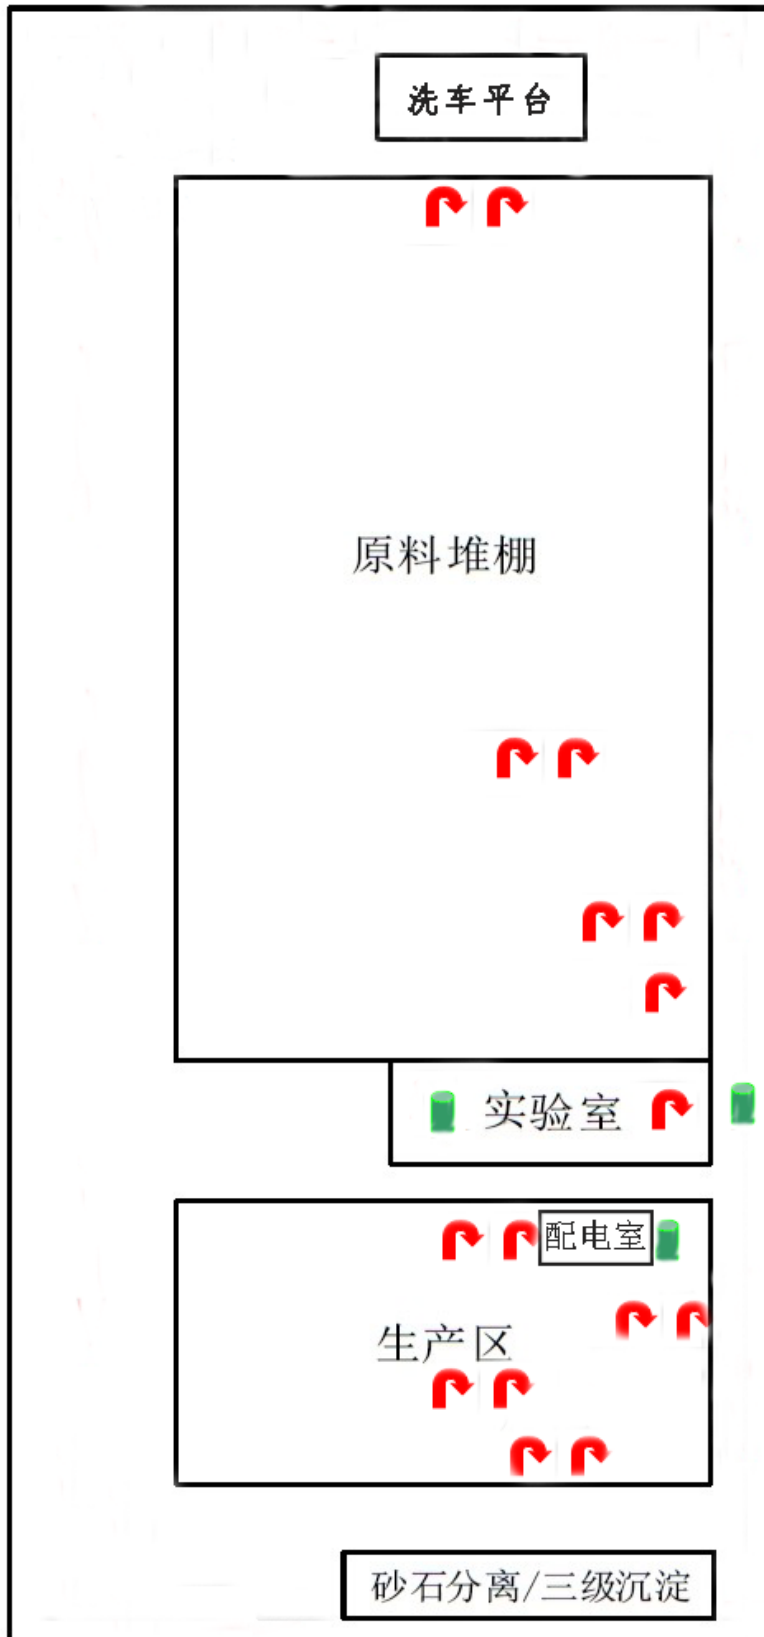 洗车平台
原料堆棚
实验室
配电室
生产区
砂石分离/三级沉淀